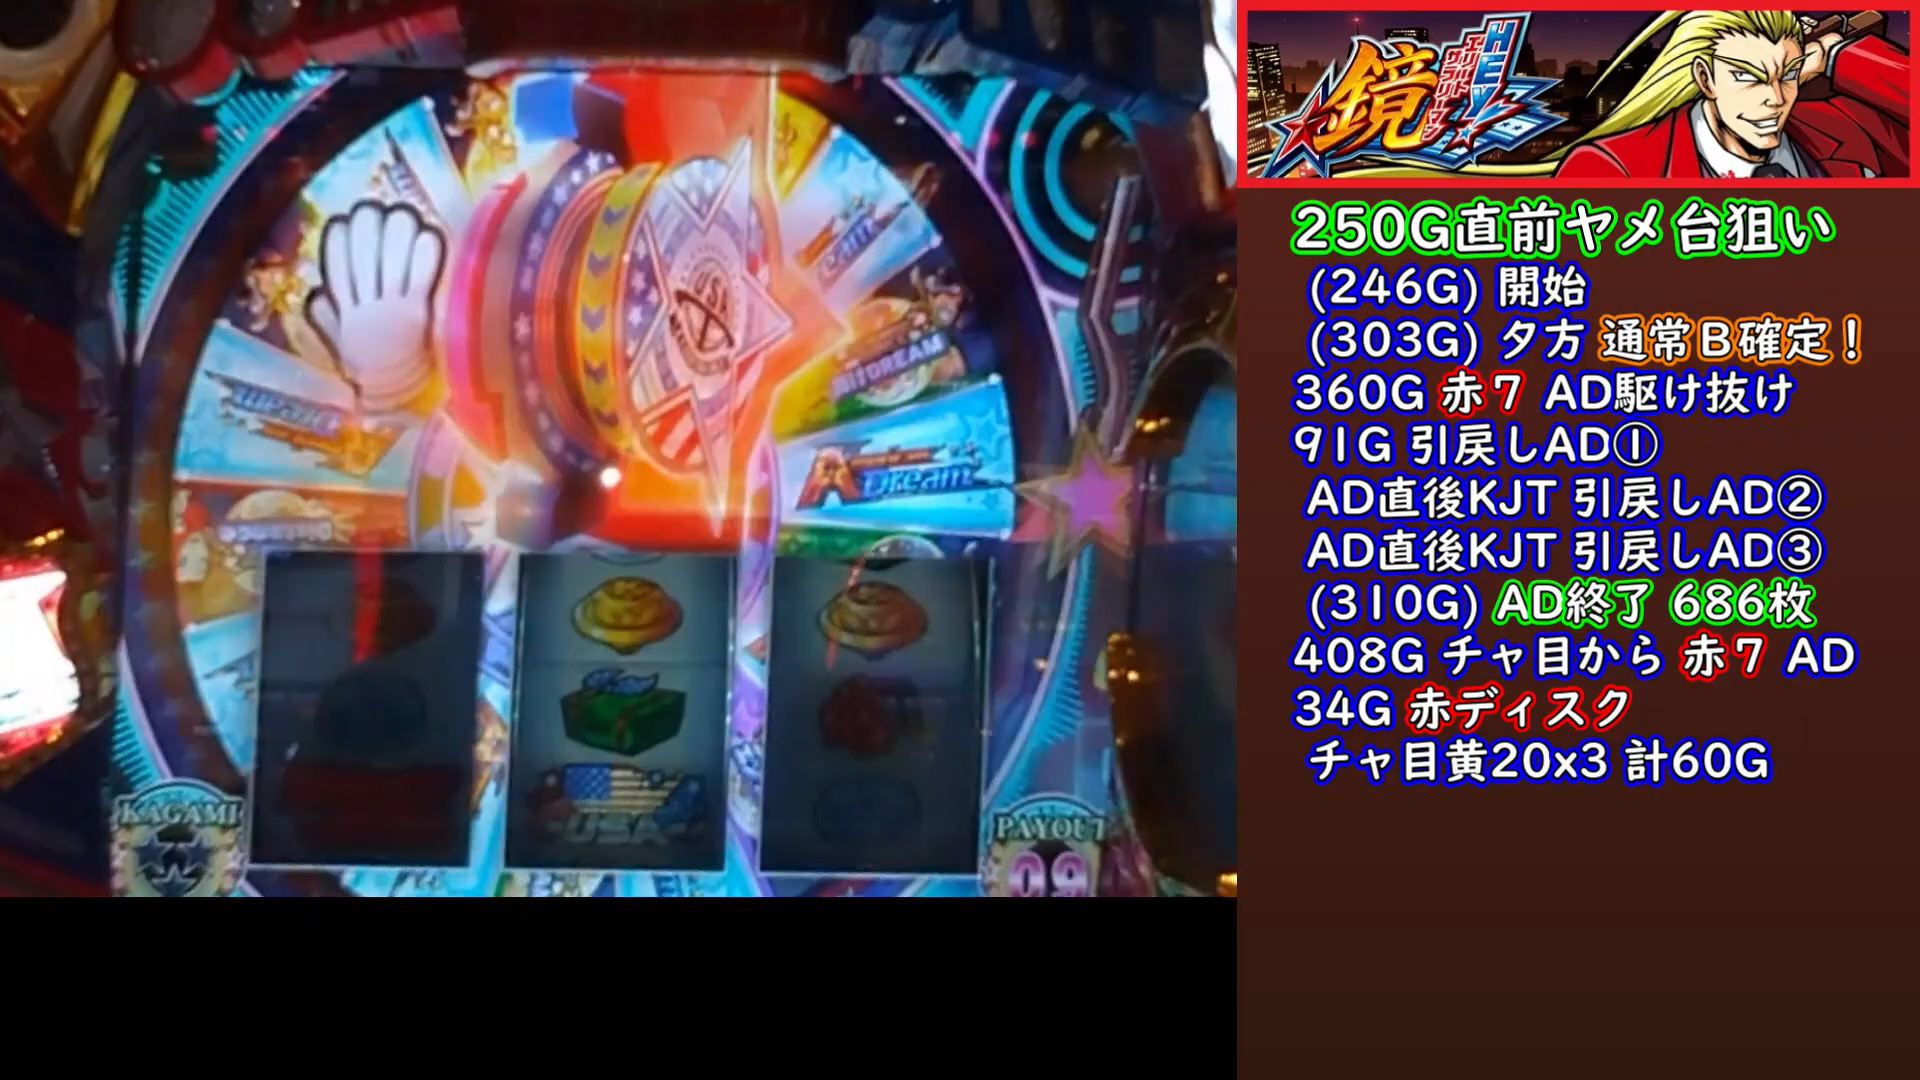 HEY!
エリートサラリーマン
鏡
250G直前ヤメ台狙い
(246G) 開始
(303G) 夕方 通常B確定!
360G 赤7 AD駆け抜け
91G 引戻しAD①
AD直後KJT 引戻しAD②
AD直後KJT 引戻しAD③
(310G) AD終了 686枚
408G チャ目から 赤7 AD
34G 赤ディスク
チャ目黄20x3 計60G
A Dream
USA
KAGAMI
PAYOUT
09